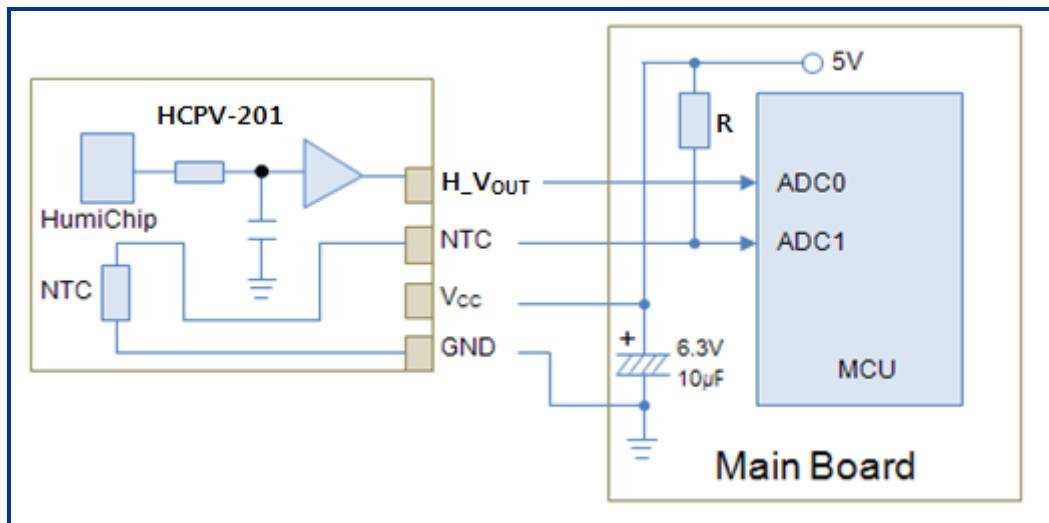 HCPV-201
HumiChip
NTC
H_VOUT
NTC
VCC
GND
5V
R
ADC0
ADC1
+
6.3V
10µF
MCU
Main Board